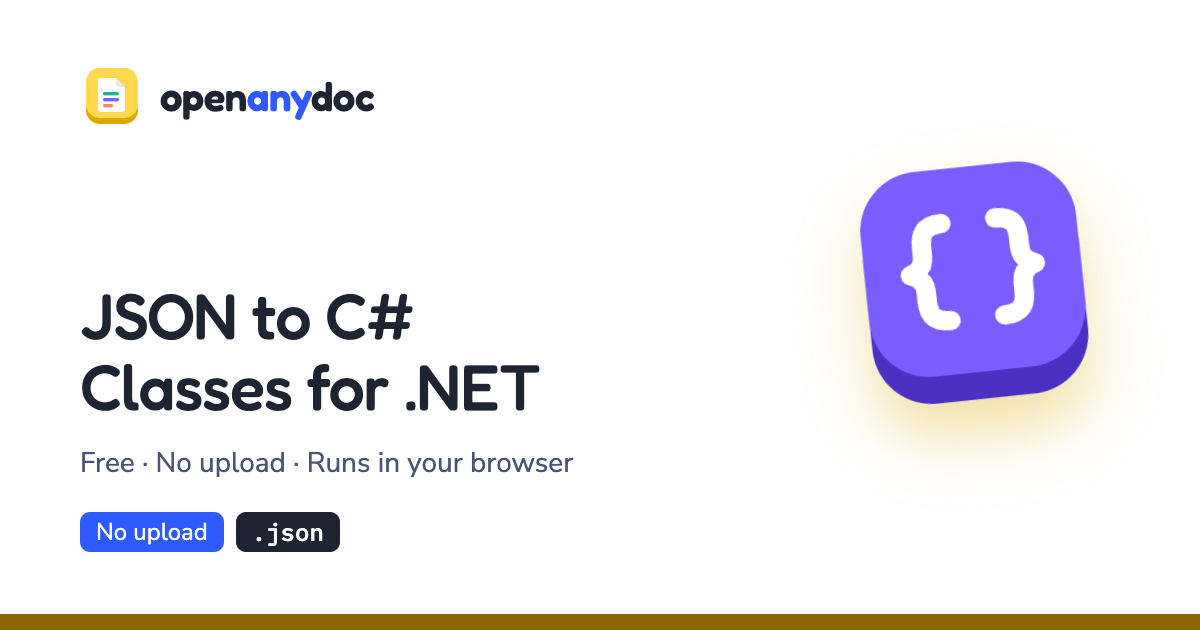 openanydoc
JSON to C#
Classes for .NET
Free · No upload · Runs in your browser
No upload
.json
{ }